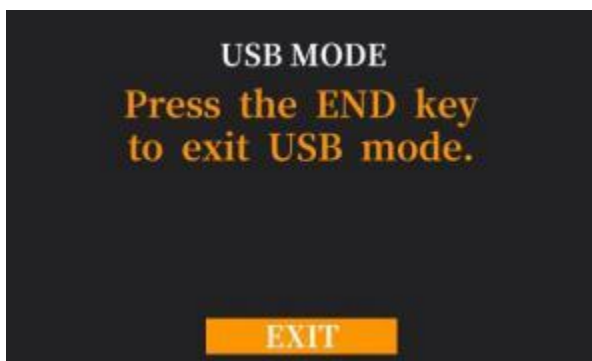 USB MODE
Press the END key
to exit USB mode.
EXIT